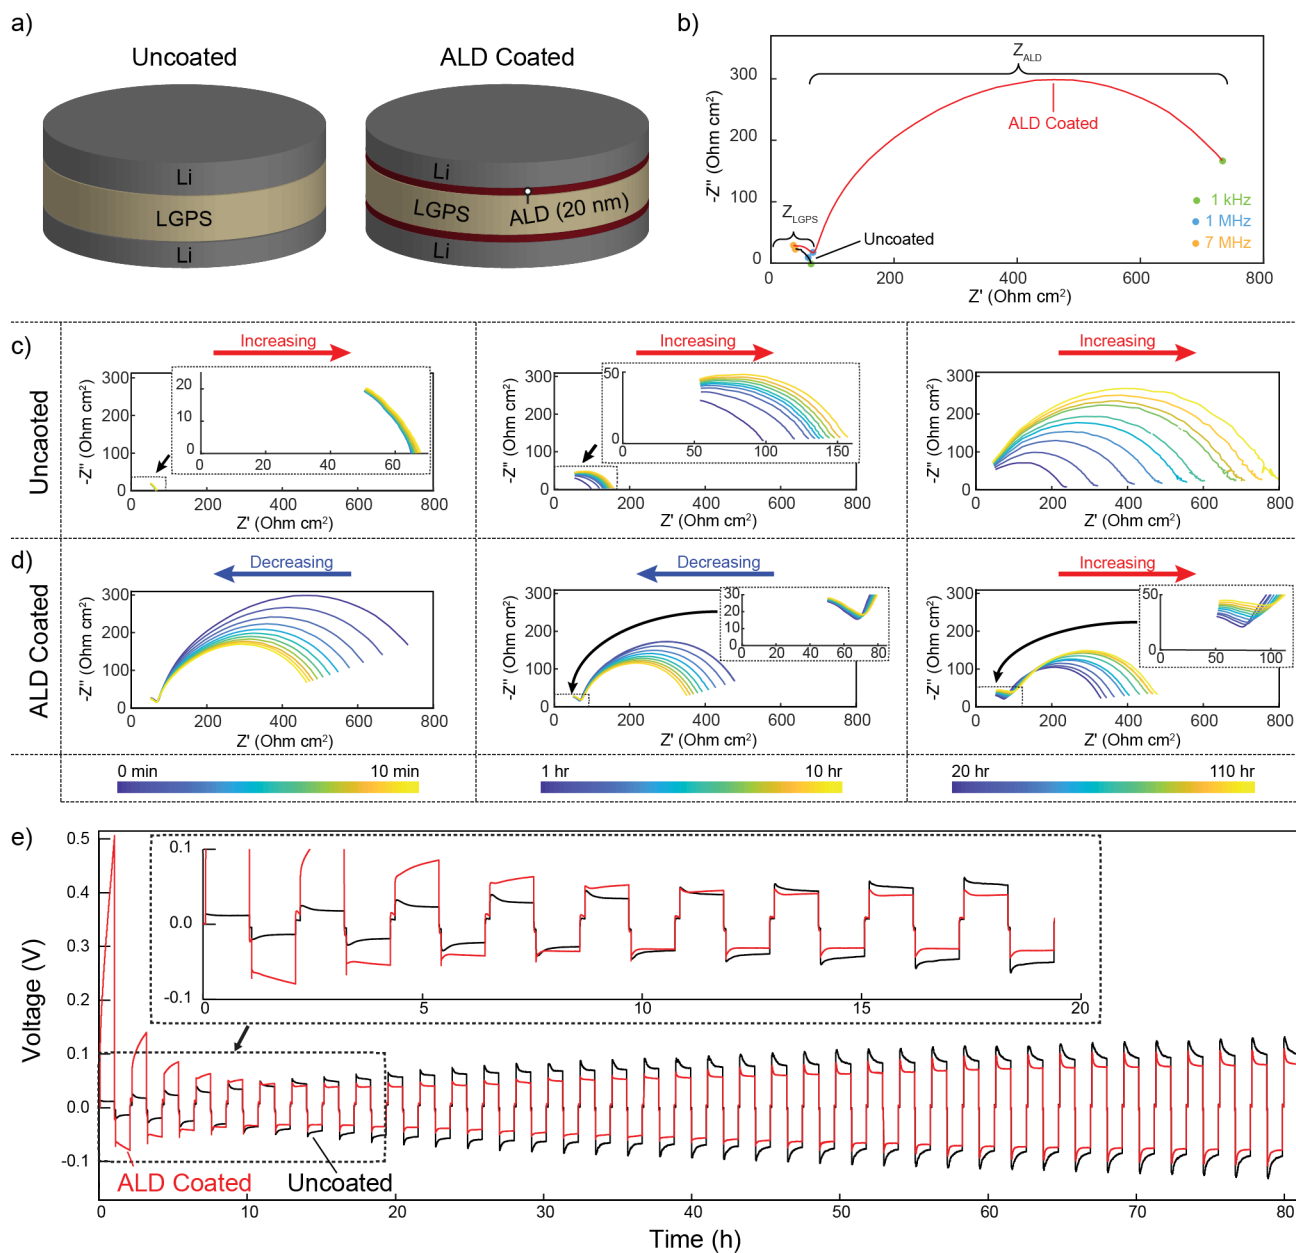 a)
Uncoated
ALD Coated
Li
LGPS
Li
Li
LGPS
ALD (20 nm)
Li
b)
-Z'' (Ohm cm²)
300
200
100
0
Z_ALD
ALD Coated
Z_LGPS
Uncoated
1 kHz
1 MHz
7 MHz
0
200
400
600
800
Z' (Ohm cm²)
c)
Uncaoted
Increasing
-Z'' (Ohm cm²)
300
200
100
0
20
10
0
0
20
40
60
0
200
400
600
800
Z' (Ohm cm²)
Increasing
-Z'' (Ohm cm²)
300
200
100
0
50
0
0
50
100
150
0
200
400
600
800
Z' (Ohm cm²)
Increasing
-Z'' (Ohm cm²)
300
200
100
0
0
200
400
600
800
Z' (Ohm cm²)
d)
ALD Coated
Decreasing
-Z'' (Ohm cm²)
300
200
100
0
0
200
400
600
800
Z' (Ohm cm²)
Decreasing
-Z'' (Ohm cm²)
300
200
100
0
30
20
10
0
0
20
40
60
80
0
200
400
600
800
Z' (Ohm cm²)
Increasing
-Z'' (Ohm cm²)
300
200
100
0
50
0
0
50
100
0
200
400
600
800
Z' (Ohm cm²)
0 min
10 min
1 hr
10 hr
20 hr
110 hr
e)
Voltage (V)
0.5
0.4
0.3
0.2
0.1
0.0
-0.1
0.1
0.0
-0.1
0
5
10
15
20
ALD Coated
Uncoated
0
10
20
30
40
50
60
70
80
Time (h)